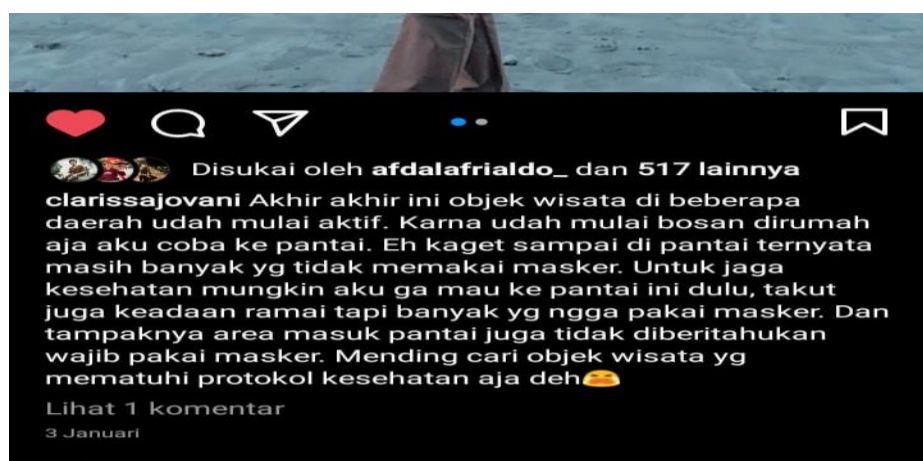 Disukai oleh afdalafrialdo_ dan 517 lainnya
clarissajovani Akhir akhir ini objek wisata di beberapa
daerah udah mulai aktif. Karna udah mulai bosan dirumah
aja aku coba ke pantai. Eh kaget sampai di pantai ternyata
masih banyak yg tidak memakai masker. Untuk jaga
kesehatan mungkin aku ga mau ke pantai ini dulu, takut
juga keadaan ramai tapi banyak yg ngga pakai masker. Dan
tampaknya area masuk pantai juga tidak diberitahukan
wajib pakai masker. Mending cari objek wisata yg
mematuhi protokol kesehatan aja deh😫
Lihat 1 komentar
3 Januari